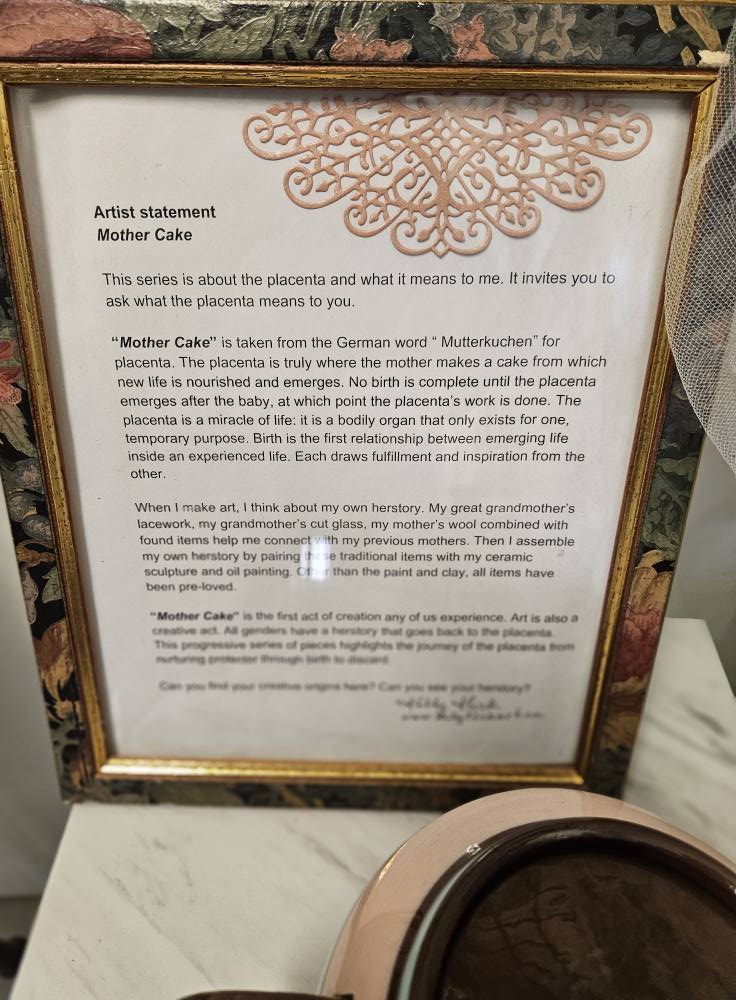 Artist statement
Mother Cake
This series is about the placenta and what it means to me. It invites you to
ask what the placenta means to you.
“Mother Cake” is taken from the German word “ Mutterkuchen” for
placenta. The placenta is truly where the mother makes a cake from which
new life is nourished and emerges. No birth is complete until the placenta
emerges after the baby, at which point the placenta's work is done. The
placenta is a miracle of life: it is a bodily organ that only exists for one,
temporary purpose. Birth is the first relationship between emerging life
inside an experienced life. Each draws fulfillment and inspiration from the
other.
When I make art, I think about my own herstory. My great grandmother's
lacework, my grandmother's cut glass, my mother's wool combined with
found items help me connect with my previous mothers. Then I assemble
my own herstory by pairing these traditional items with my ceramic
sculpture and oil painting. Other than the paint and clay, all items have
been pre-loved.
“Mother Cake” is the first act of creation any of us experience. Art is also a
creative act. All genders have a herstory that goes back to the placenta.
This progressive series of pieces highlights the journey of the placenta from
nurturing protector through birth to discard.
Can you find your creative origins here? Can you see your herstory?